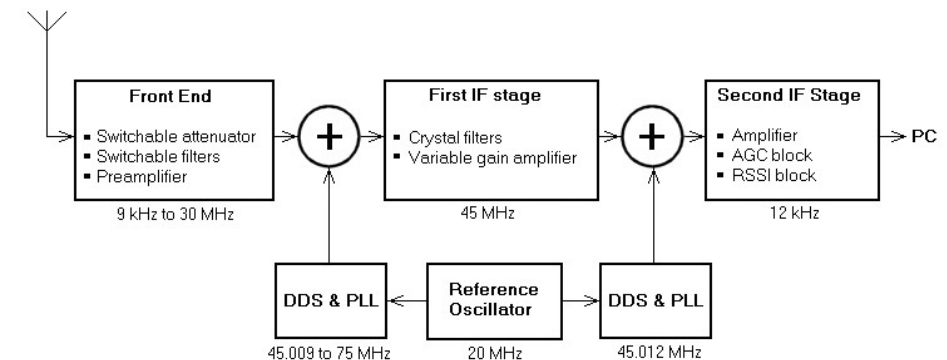 Front End
▪ Switchable attenuator
▪ Switchable filters
▪ Preamplifier
9 kHz to 30 MHz
+
First IF stage
▪ Crystal filters
▪ Variable gain amplifier
45 MHz
+
Second IF Stage
▪ Amplifier
▪ AGC block
▪ RSSI block
12 kHz
PC
DDS & PLL
45.009 to 75 MHz
Reference
Oscillator
20 MHz
DDS & PLL
45.012 MHz